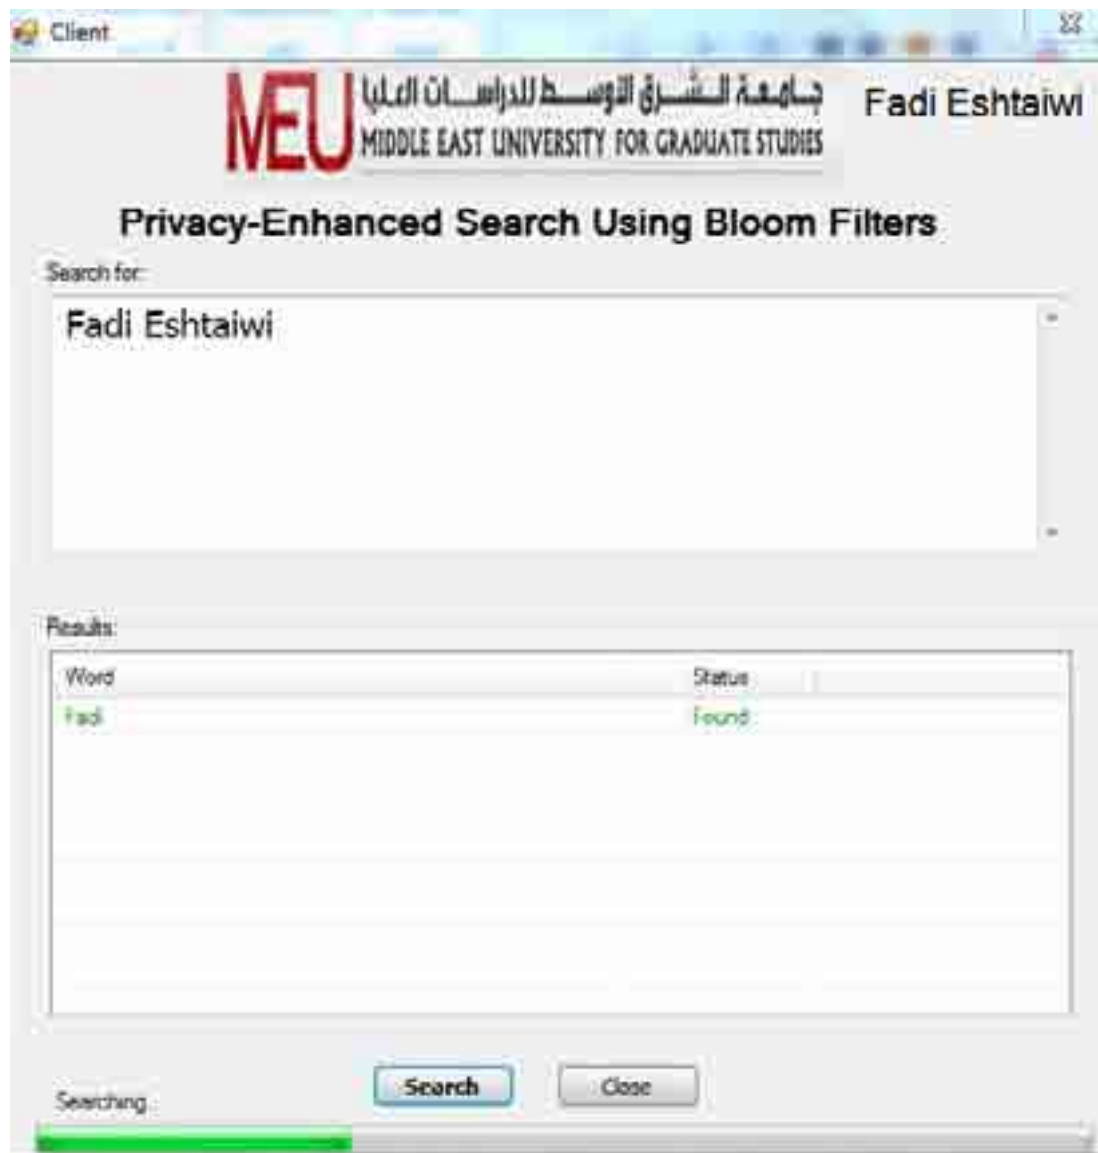 Client
MEU
جامعة الشرق الاوسط للدراسات العليا
MIDDLE EAST UNIVERSITY FOR GRADUATE STUDIES
Fadi Eshtaiwi
Privacy-Enhanced Search Using Bloom Filters
Search for:
Fadi Eshtaiwi
Results:
Word Status
Fadi Found
Search Close
Searching